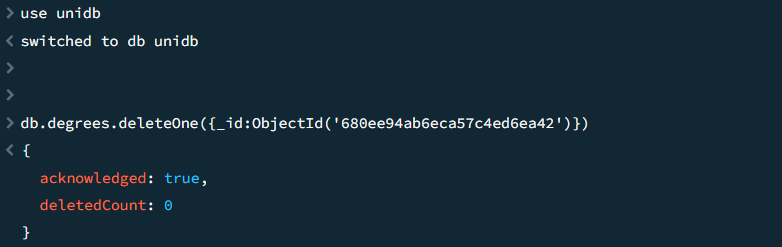 > use unidb
< switched to db unidb
>
>
> db.degrees.deleteOne({_id:ObjectId('680ee94ab6eca57c4ed6ea42')})
< {
acknowledged: true,
deletedCount: 0
}